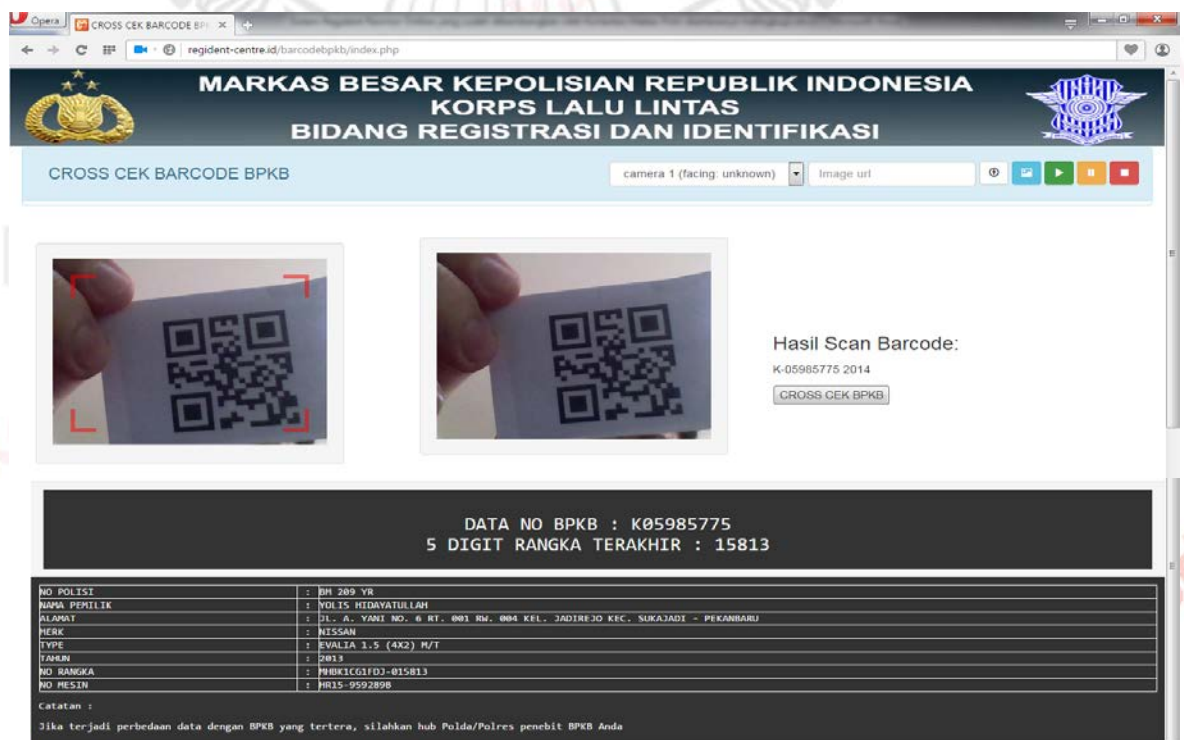 Opera
CROSS CEK BARCODE BP
regident-centre.id/barcodebpkb/index.php
MARKAS BESAR KEPOLISIAN REPUBLIK INDONESIA
KORPS LALU LINTAS
BIDANG REGISTRASI DAN IDENTIFIKASI
CROSS CEK BARCODE BPKB
camera 1 (facing: unknown)
Image url
Hasil Scan Barcode:
K-05985775 2014
CROSS CEK BPKB
DATA NO BPKB : K05985775
5 DIGIT RANGKA TERAKHIR : 15813
NO POLISI : BM 209 YR
NAMA PEMILIK : YOLIS HIDAYATULLAH
ALAMAT : JL. A. YANI NO. 6 RT. 001 RW. 004 KEL. JADIREJO KEC. SUKAJADI - PEKANBARU
MERK : NISSAN
TYPE : EVALIA 1.5 (4X2) M/T
TAHUN : 2013
NO RANGKA : MHBK1CG1FDJ-015813
NO MESIN : HR15-959289B
Catatan :
Jika terjadi perbedaan data dengan BPKB yang tertera, silahkan hub Polda/Polres penebit BPKB Anda